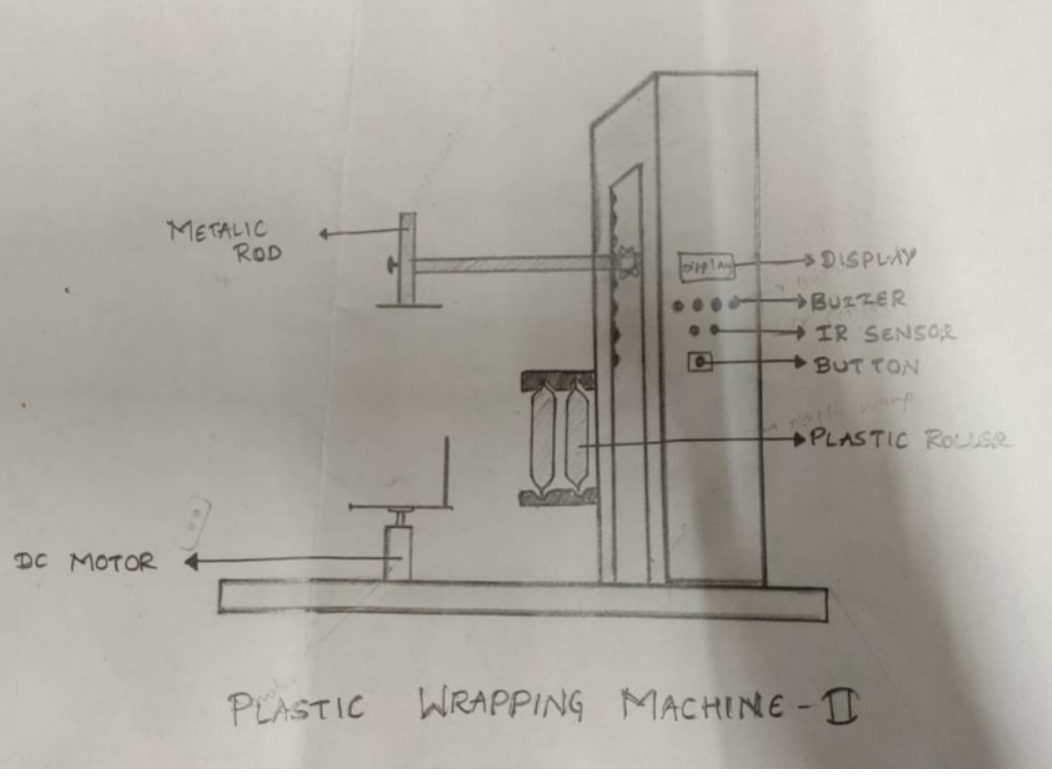 METALIC
ROD
Display
DISPLAY
BUZZER
IR SENSOR
BUTTON
PLASTIC ROLLER
DC MOTOR
PLASTIC WRAPPING MACHINE-II